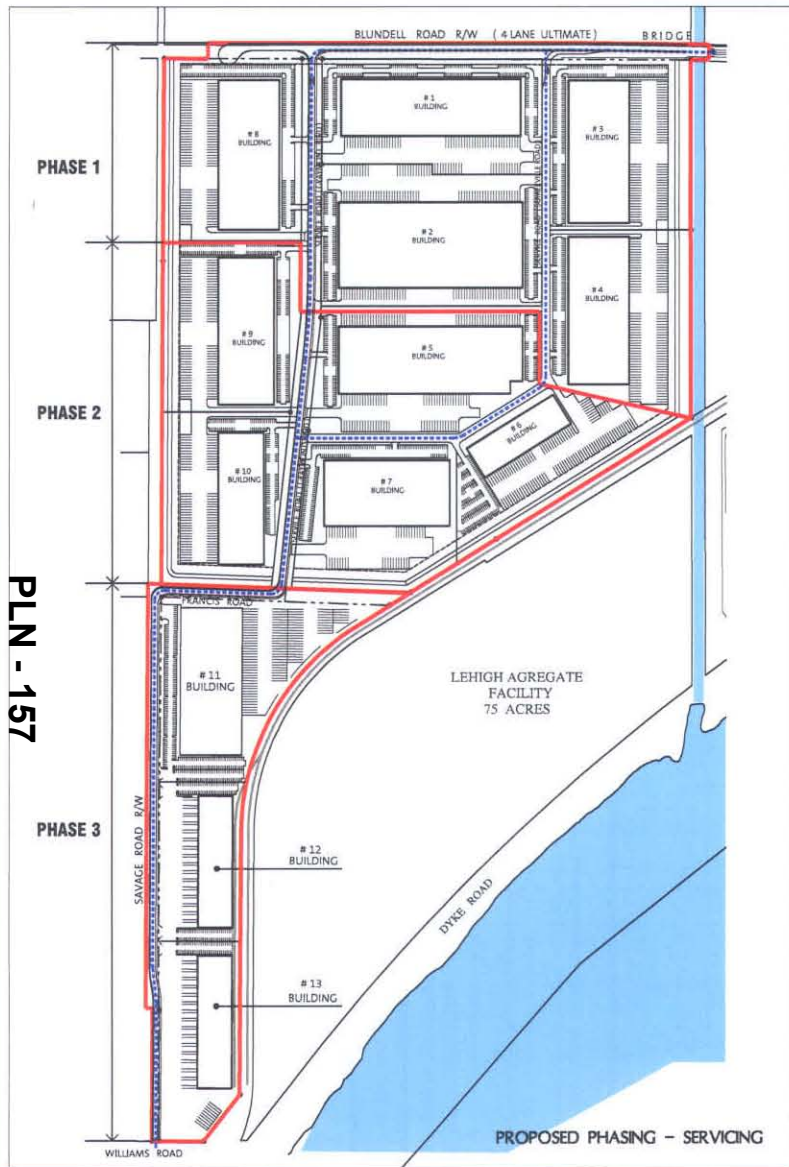 BLUNDELL ROAD R/W ( 4 LANE ULTIMATE )
BRIDGE
PHASE 1
# 8
BUILDING
# 1
BUILDING
# 3
BUILDING
# 2
BUILDING
# 4
BUILDING
PHASE 2
# 9
BUILDING
# 5
BUILDING
# 6
BUILDING
# 10
BUILDING
# 7
BUILDING
FRANCIS ROAD
PLN - 157
# 11
BUILDING
LEHIGH AGREGATE
FACILITY
75 ACRES
PHASE 3
SAVAGE ROAD R/W
# 12
BUILDING
DYKE ROAD
# 13
BUILDING
WILLIAMS ROAD
PROPOSED PHASING – SERVICING